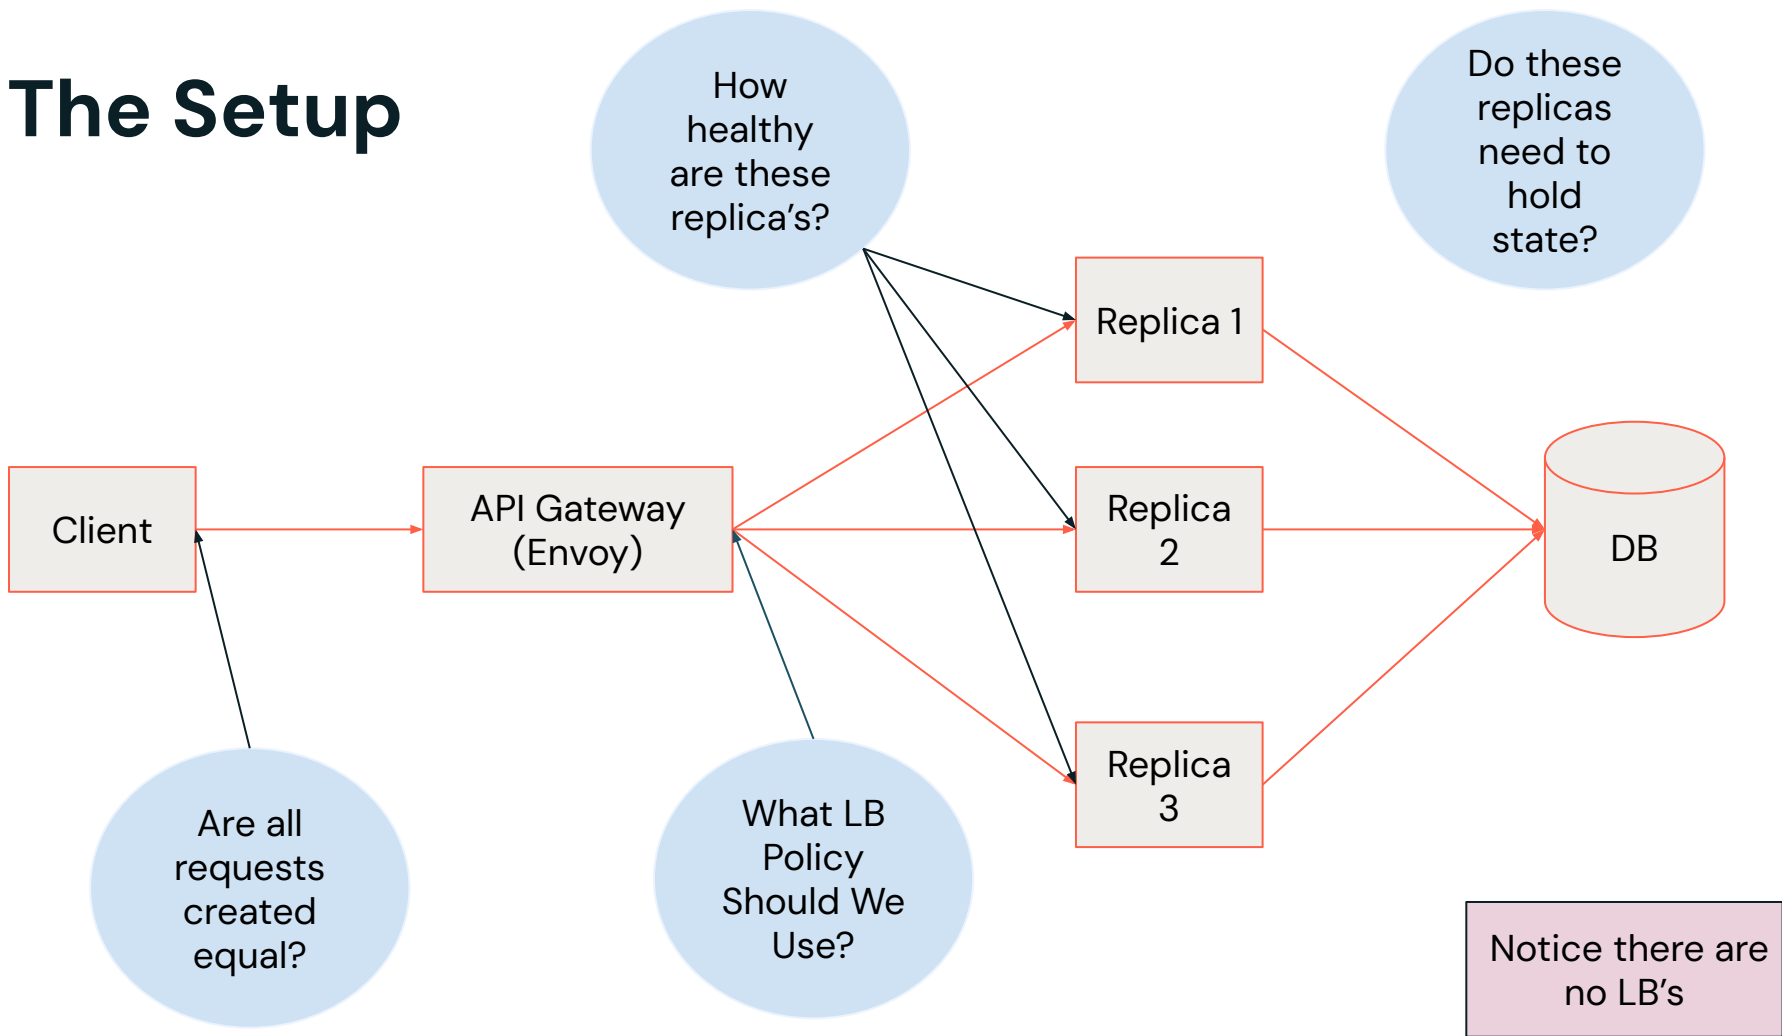 The Setup
How
healthy
are these
replica's?
Do these
replicas
need to
hold
state?
Replica 1
Client
API Gateway
(Envoy)
Replica
2
DB
Replica
3
Are all
requests
created
equal?
What LB
Policy
Should We
Use?
Notice there are
no LB's